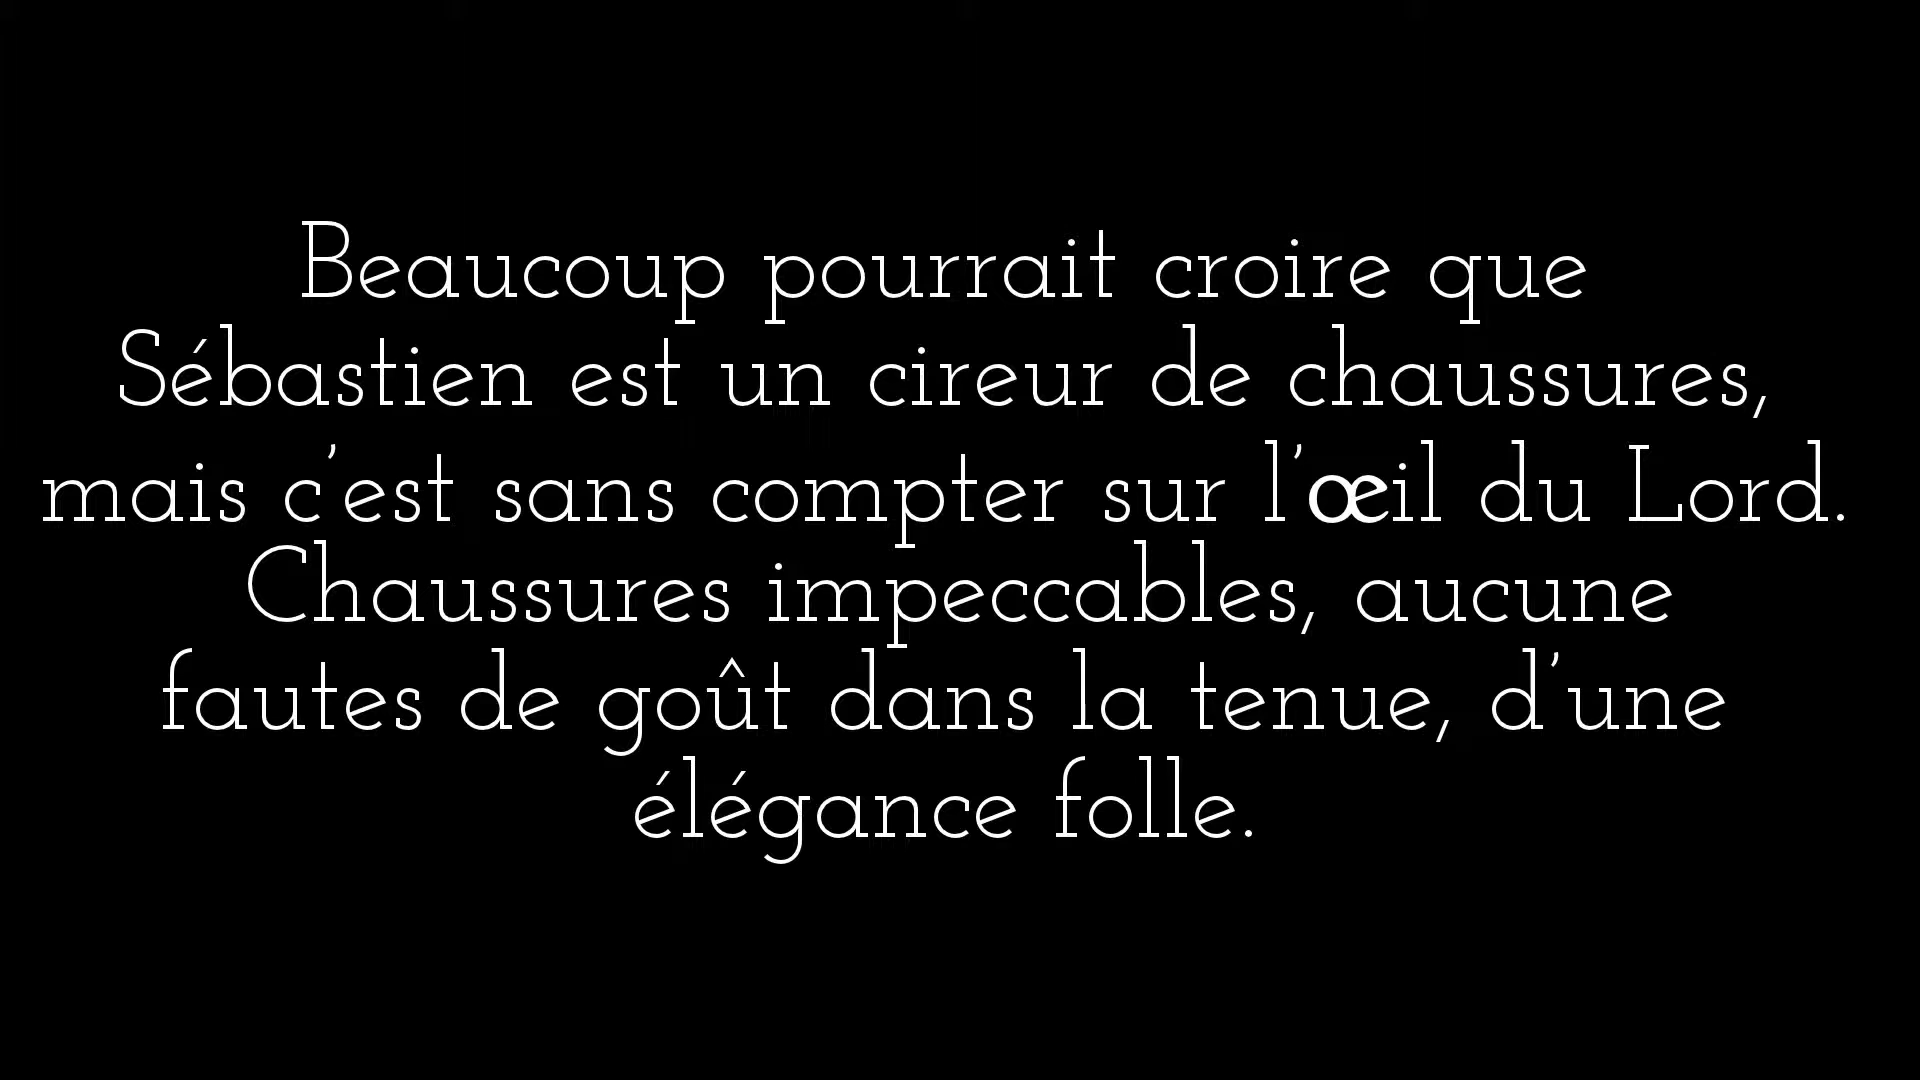 Beaucoup pourrait croire que
Sébastien est un cireur de chaussures,
mais c’est sans compter sur l’œil du Lord.
Chaussures impeccables, aucune
fautes de goût dans la tenue, d’une
élégance folle.